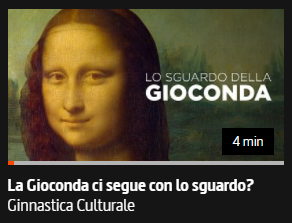 LO SGUARDO DELLA
GIOCONDA
4 min
La Gioconda ci segue con lo sguardo?
Ginnastica Culturale